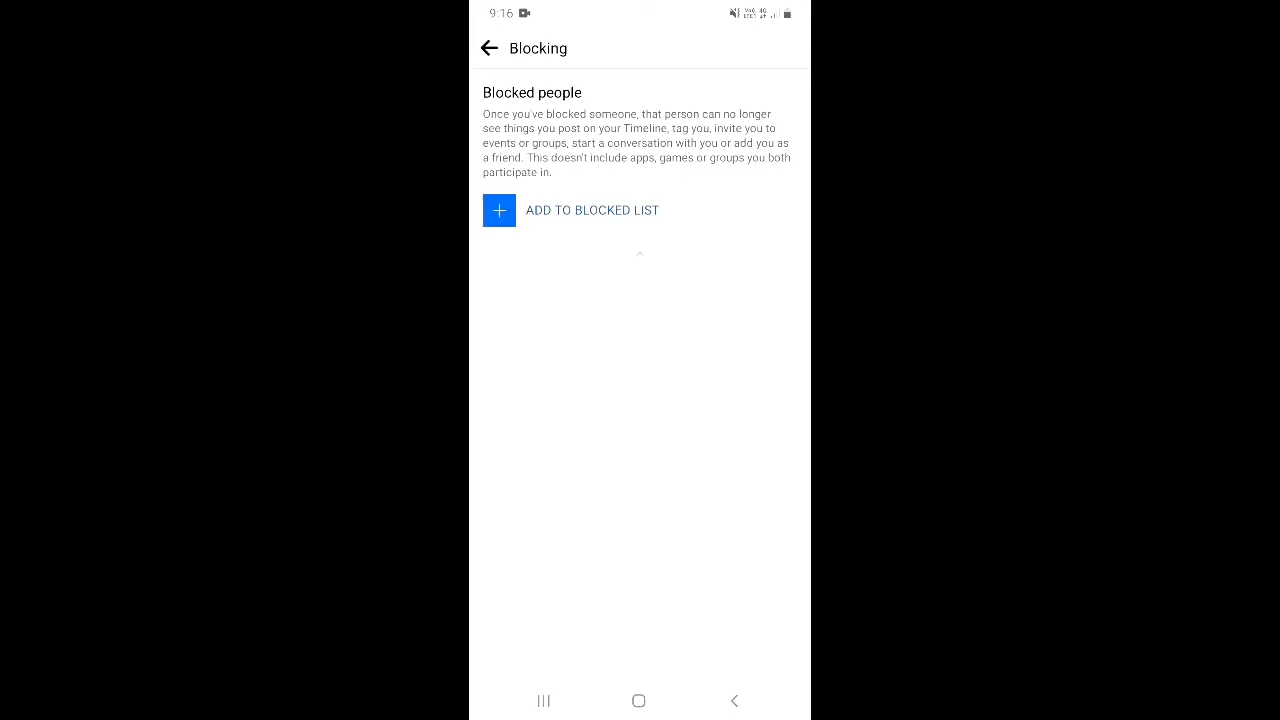 9:16
Blocking
Blocked people
Once you've blocked someone, that person can no longer
see things you post on your Timeline, tag you, invite you to
events or groups, start a conversation with you or add you as
a friend. This doesn't include apps, games or groups you both
participate in.
ADD TO BLOCKED LIST